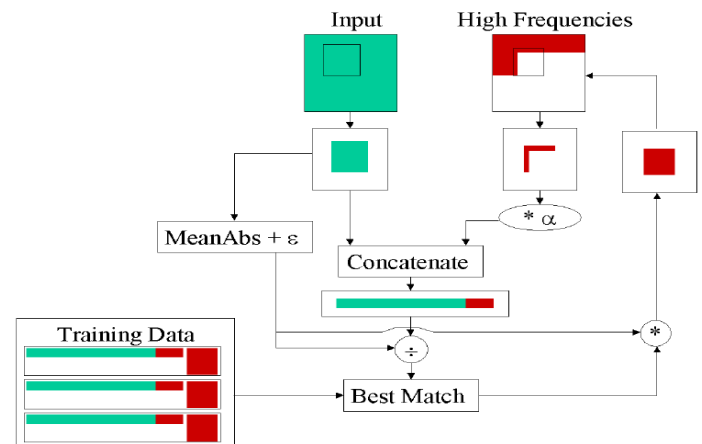 Input
High Frequencies
* α
MeanAbs + ε
Concatenate
Training Data
*
÷
Best Match